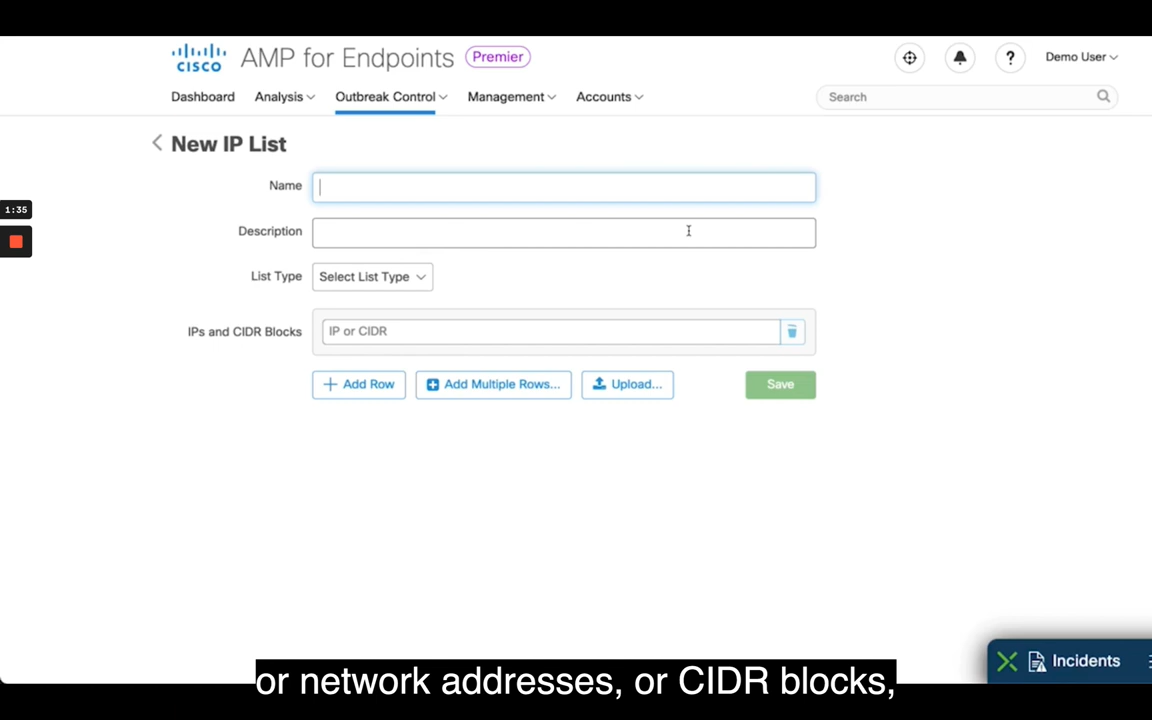 CISCO AMP for Endpoints Premier
Demo User
Dashboard Analysis Outbreak Control Management Accounts Search
New IP List
Name
1:35
Description
List Type Select List Type
IPs and CIDR Blocks IP or CIDR
Add Row Add Multiple Rows... Upload... Save
Incidents
or network addresses, or CIDR blocks,